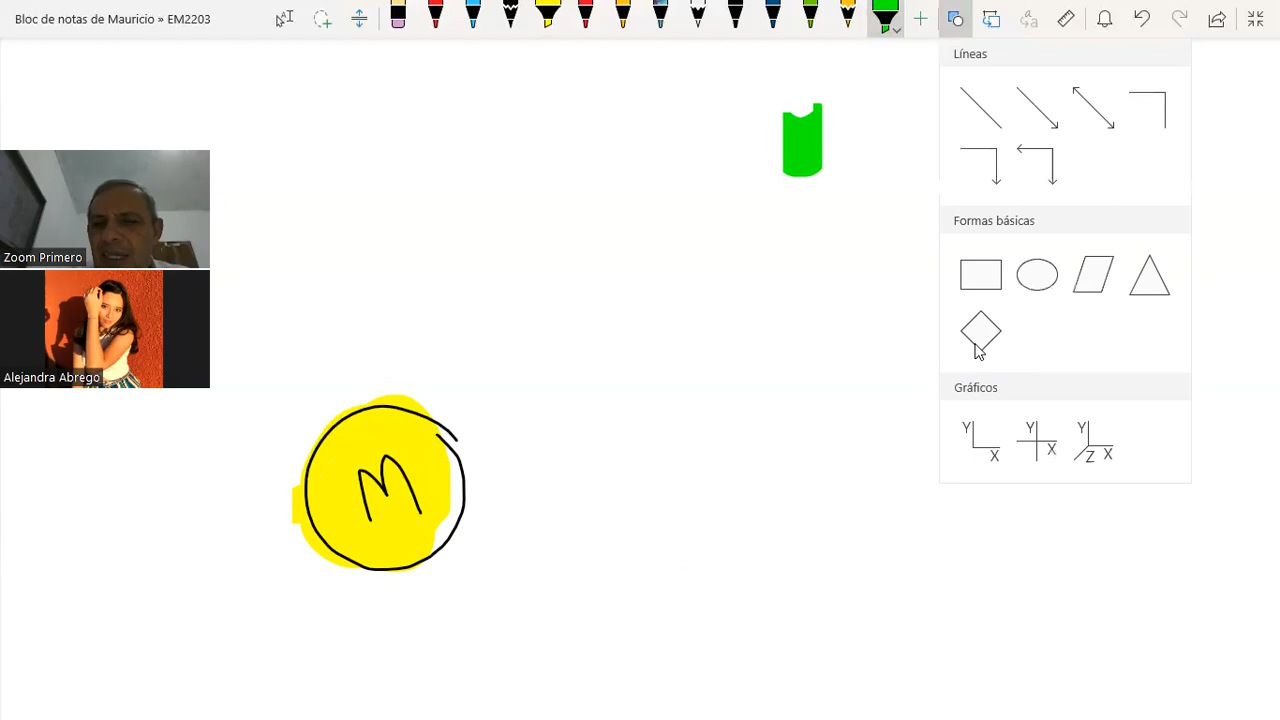 Bloc de notas de Mauricio » EM2203
Líneas
Zoom Primero
Formas básicas
Alejandra Abrego
Gráficos
Y X
Y X
Y Z X
M